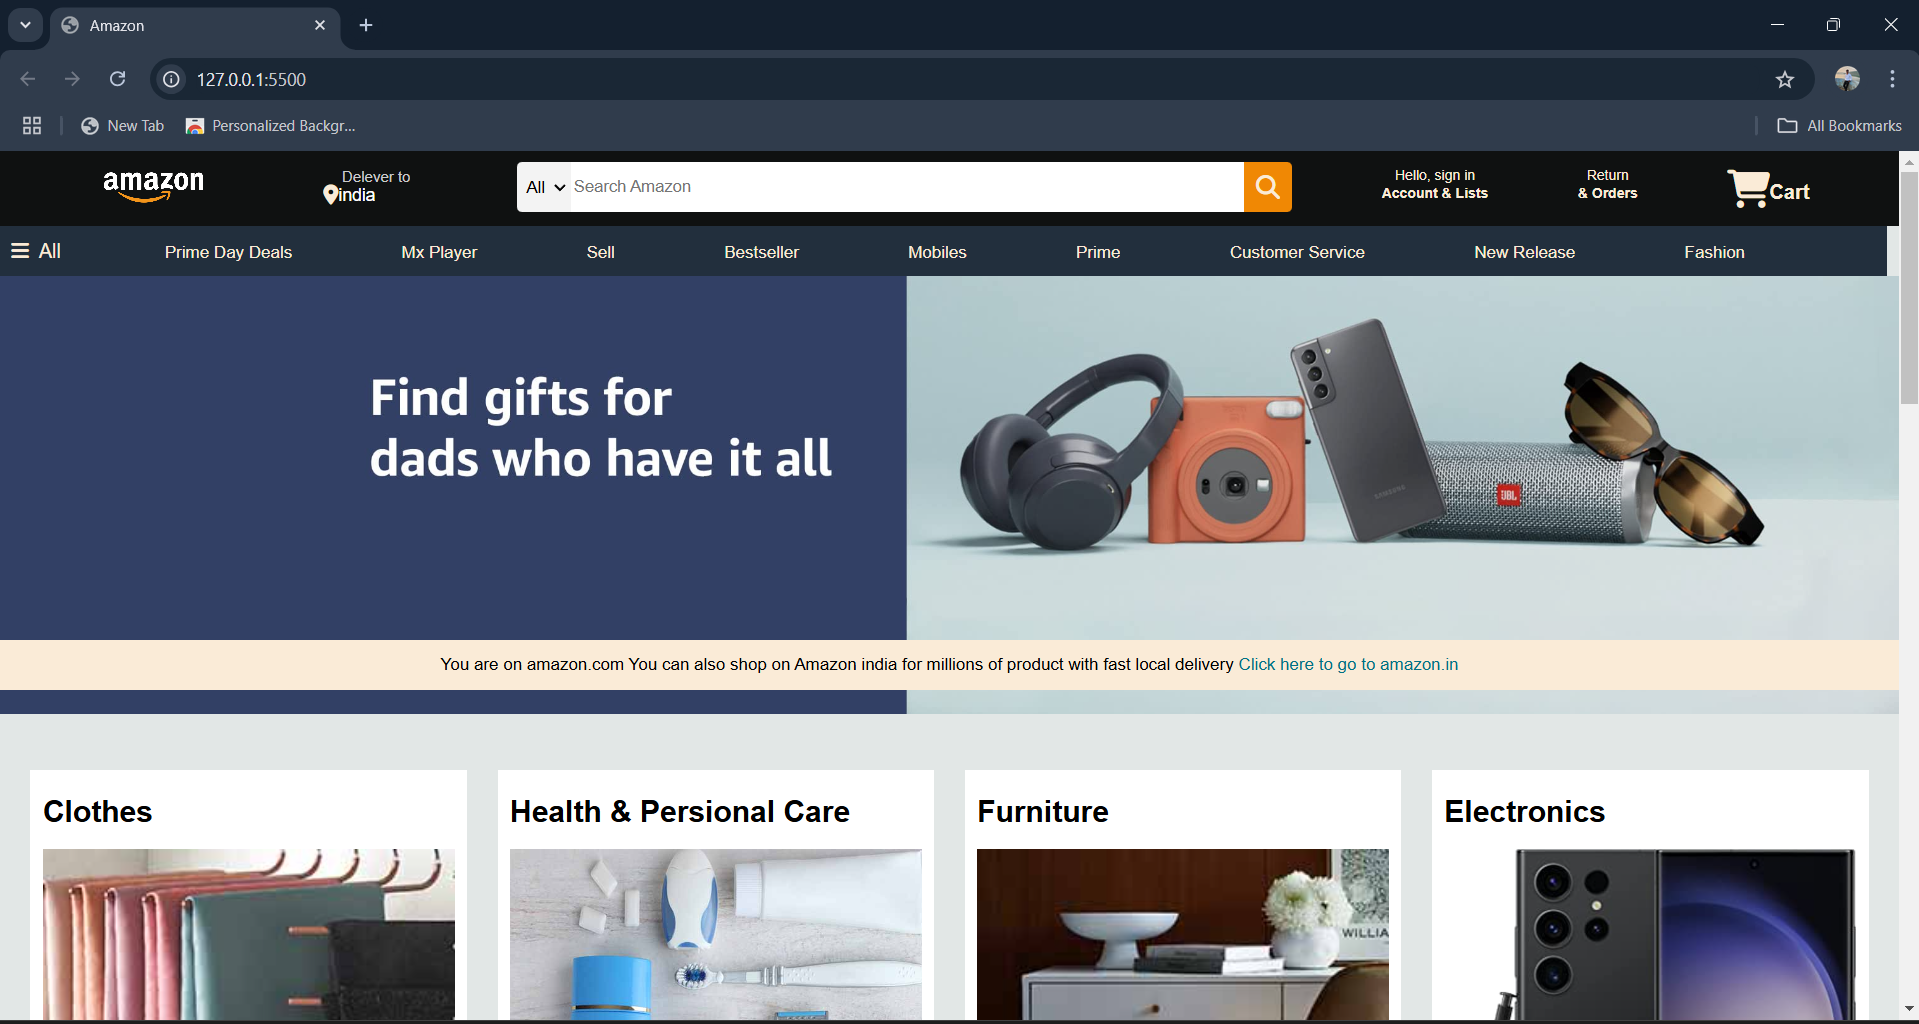 Amazon
127.0.0.1:5500
New Tab
Personalized Backgr...
All Bookmarks
amazon
Delever to
india
All
Search Amazon
Hello, sign in
Account & Lists
Return
& Orders
Cart
All
Prime Day Deals
Mx Player
Sell
Bestseller
Mobiles
Prime
Customer Service
New Release
Fashion
Find gifts for
dads who have it all
SAMSUNG
JBL
You are on amazon.com You can also shop on Amazon india for millions of product with fast local delivery Click here to go to amazon.in
Clothes
Health & Persional Care
Furniture
Electronics
WILLIA